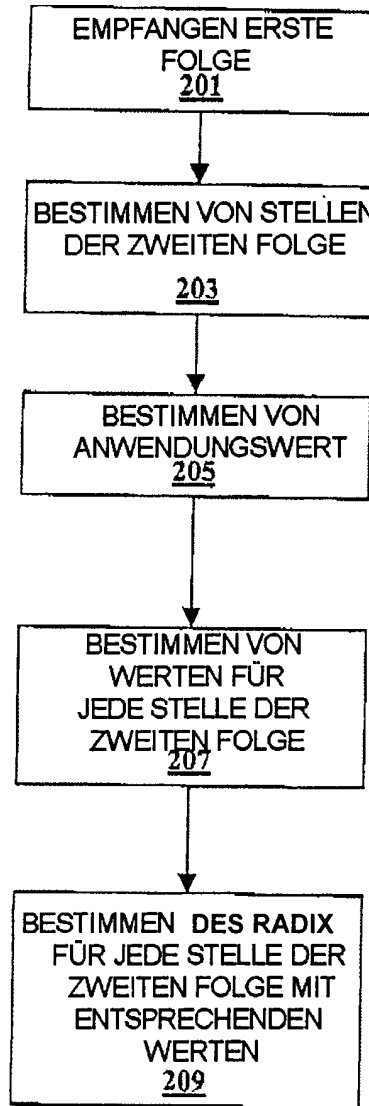 EMPFANGEN ERSTE
FOLGE
201
BESTIMMEN VON STELLEN
DER ZWEITEN FOLGE
203
BESTIMMEN VON
ANWENDUNGSWERT
205
BESTIMMEN VON
WERTEN FÜR
JEDE STELLE DER
ZWEITEN FOLGE
207
BESTIMMEN DES RADIX
FÜR JEDE STELLE DER
ZWEITEN FOLGE MIT
ENTSPRECHENDEN
WERTEN
209